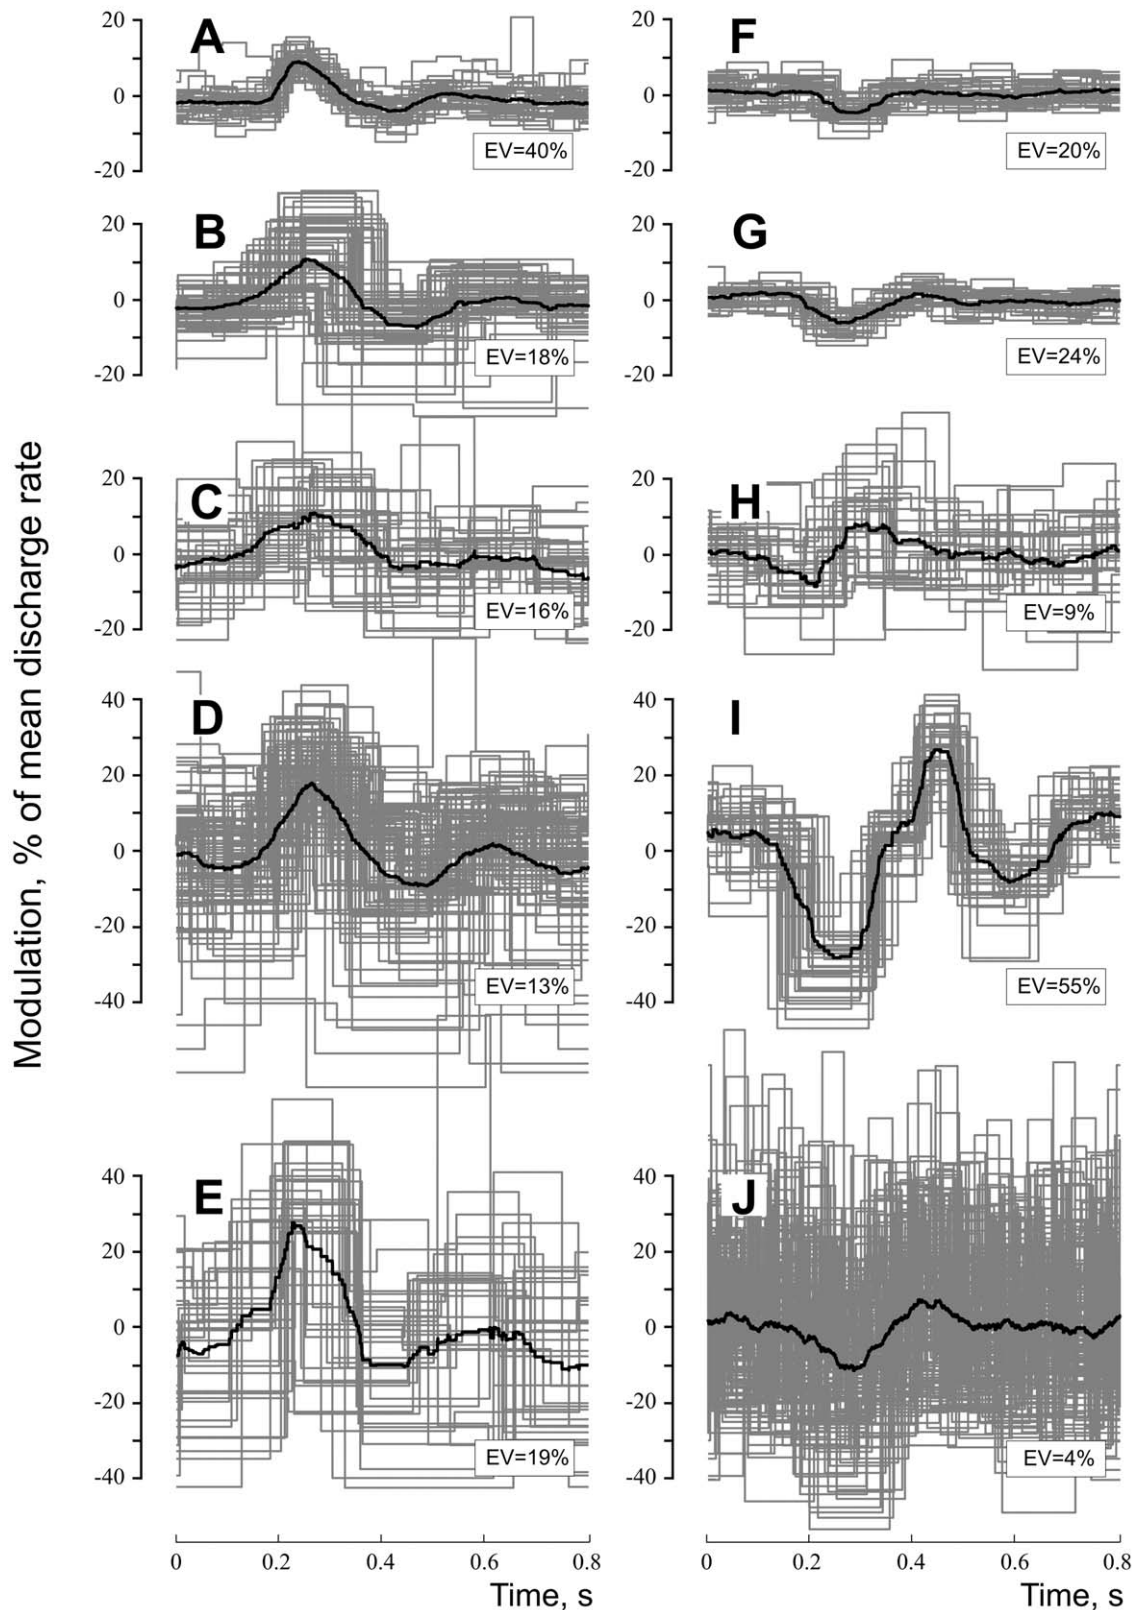 Modulation, % of mean discharge rate
A
20
0
-20
EV=40%
B
20
0
-20
EV=18%
C
20
0
-20
EV=16%
D
40
20
0
-20
-40
EV=13%
E
40
20
0
-20
-40
EV=19%
0 0.2 0.4 0.6 0.8
Time, s
F
20
0
-20
EV=20%
G
20
0
-20
EV=24%
H
20
0
-20
EV=9%
I
40
20
0
-20
-40
EV=55%
J
40
20
0
-20
-40
EV=4%
0 0.2 0.4 0.6 0.8
Time, s